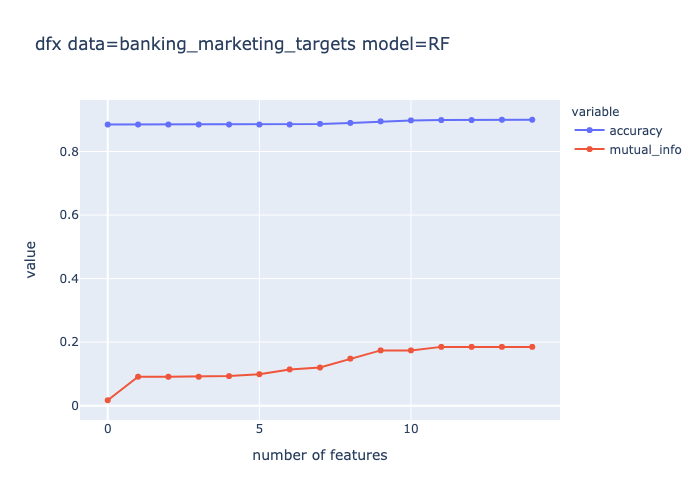 dfx data=banking_marketing_targets model=RF
variable
accuracy
mutual_info
value
0.8
0.6
0.4
0.2
0
0
5
10
number of features